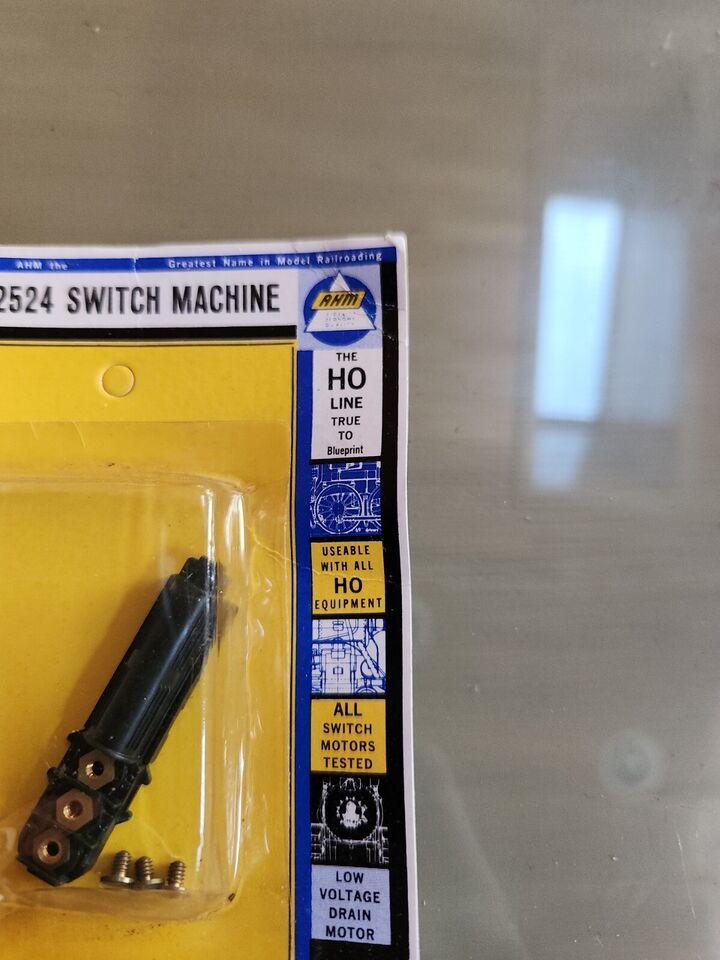 AHM the Greatest Name in Model Railroading
2524 SWITCH MACHINE
AHM
THE
HO
LINE
TRUE
TO
Blueprint
USEABLE
WITH ALL
HO
EQUIPMENT
ALL
SWITCH
MOTORS
TESTED
LOW
VOLTAGE
DRAIN
MOTOR